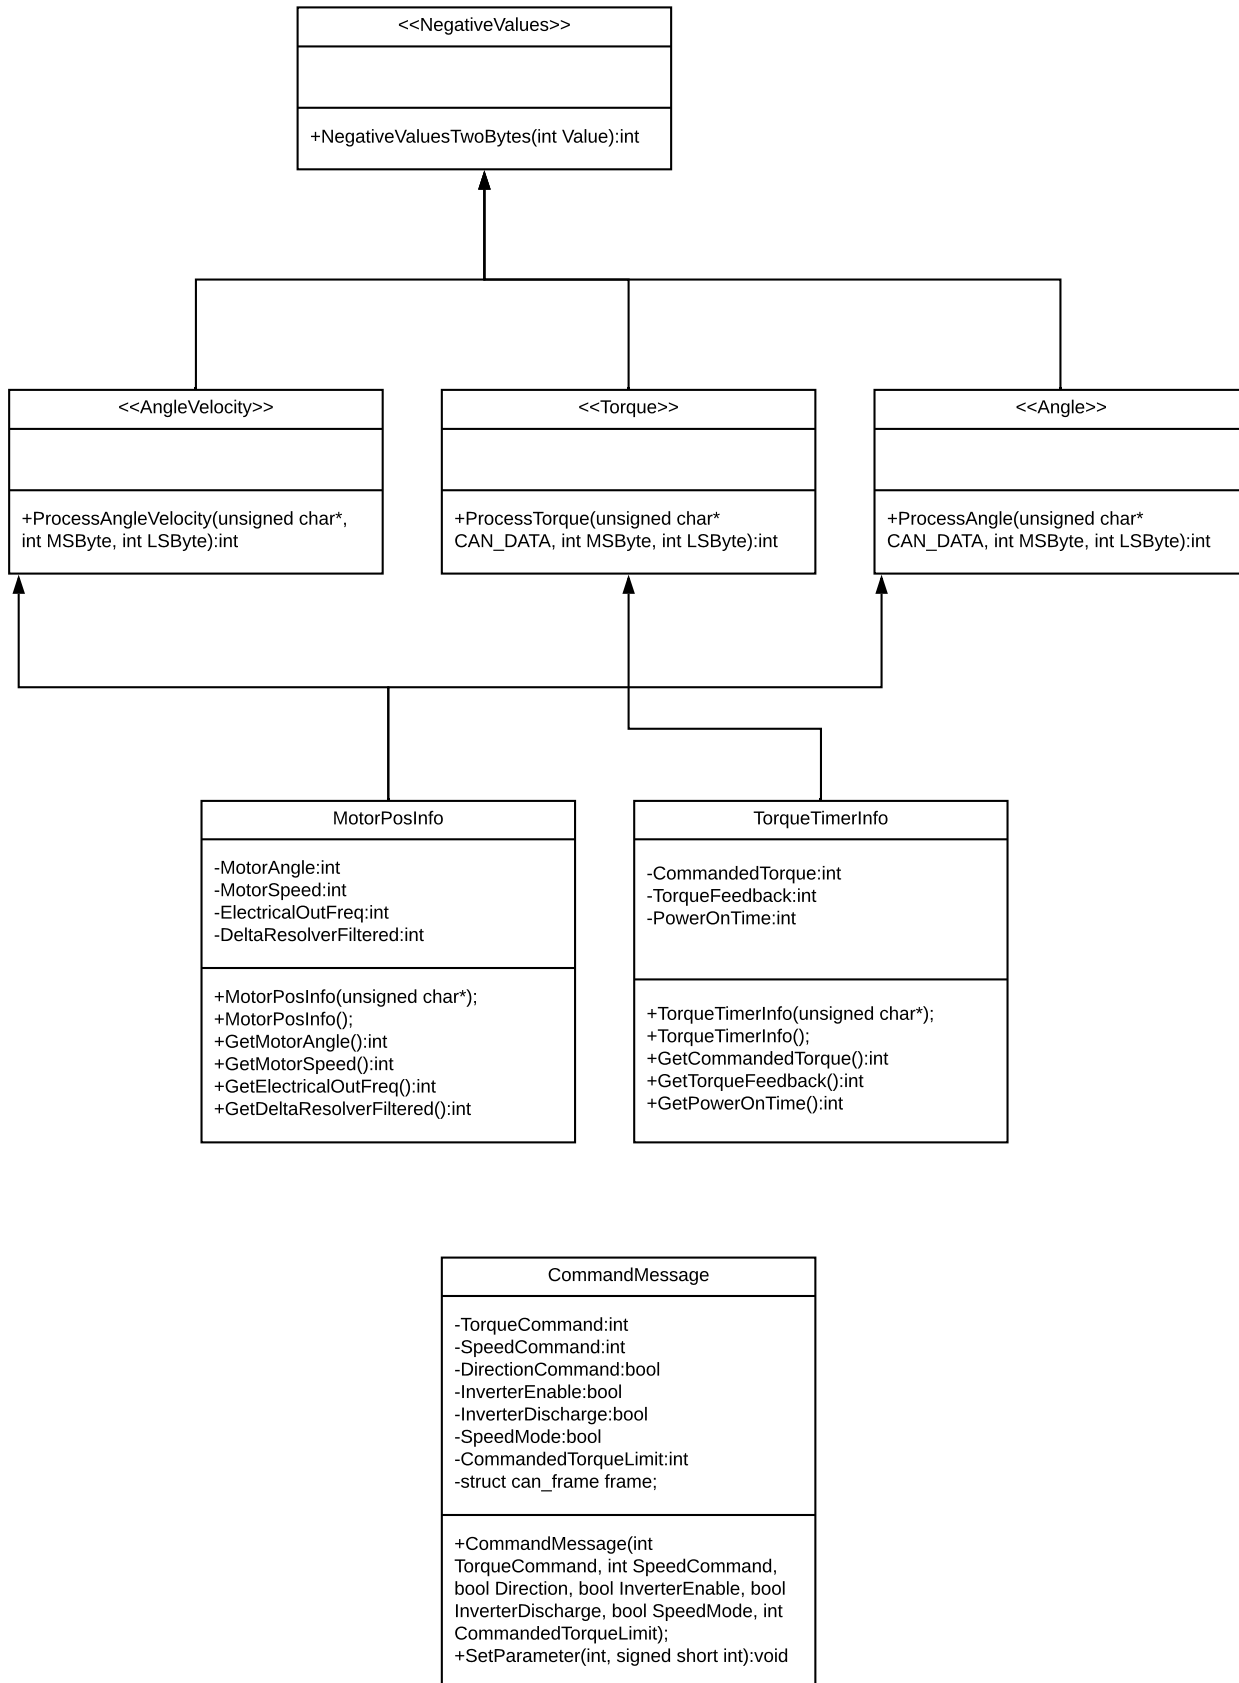 <<NegativeValues>>
+NegativeValuesTwoBytes(int Value):int
<<AngleVelocity>>
+ProcessAngleVelocity(unsigned char*,
int MSByte, int LSByte):int
<<Torque>>
+ProcessTorque(unsigned char*
CAN_DATA, int MSByte, int LSByte):int
<<Angle>>
+ProcessAngle(unsigned char*
CAN_DATA, int MSByte, int LSByte):int
MotorPosInfo
-MotorAngle:int
-MotorSpeed:int
-ElectricalOutFreq:int
-DeltaResolverFiltered:int
+MotorPosInfo(unsigned char*);
+MotorPosInfo();
+GetMotorAngle():int
+GetMotorSpeed():int
+GetElectricalOutFreq():int
+GetDeltaResolverFiltered():int
TorqueTimerInfo
-CommandedTorque:int
-TorqueFeedback:int
-PowerOnTime:int
+TorqueTimerInfo(unsigned char*);
+TorqueTimerInfo();
+GetCommandedTorque():int
+GetTorqueFeedback():int
+GetPowerOnTime():int
CommandMessage
-TorqueCommand:int
-SpeedCommand:int
-DirectionCommand:bool
-InverterEnable:bool
-InverterDischarge:bool
-SpeedMode:bool
-CommandedTorqueLimit:int
-struct can_frame frame;
+CommandMessage(int
TorqueCommand, int SpeedCommand,
bool Direction, bool InverterEnable, bool
InverterDischarge, bool SpeedMode, int
CommandedTorqueLimit);
+SetParameter(int, signed short int):void